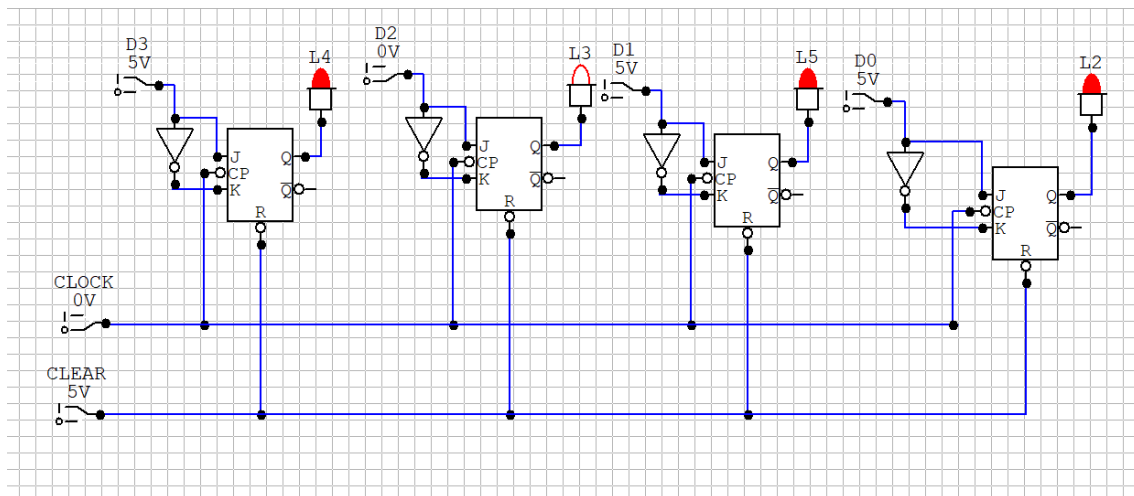 D3
5V
L4
D2
0V
L3
D1
5V
L5
D0
5V
L2
J
CP
K
Q
Q
R
J
CP
K
Q
Q
R
J
CP
K
Q
Q
R
J
CP
K
Q
Q
R
CLOCK
0V
CLEAR
5V